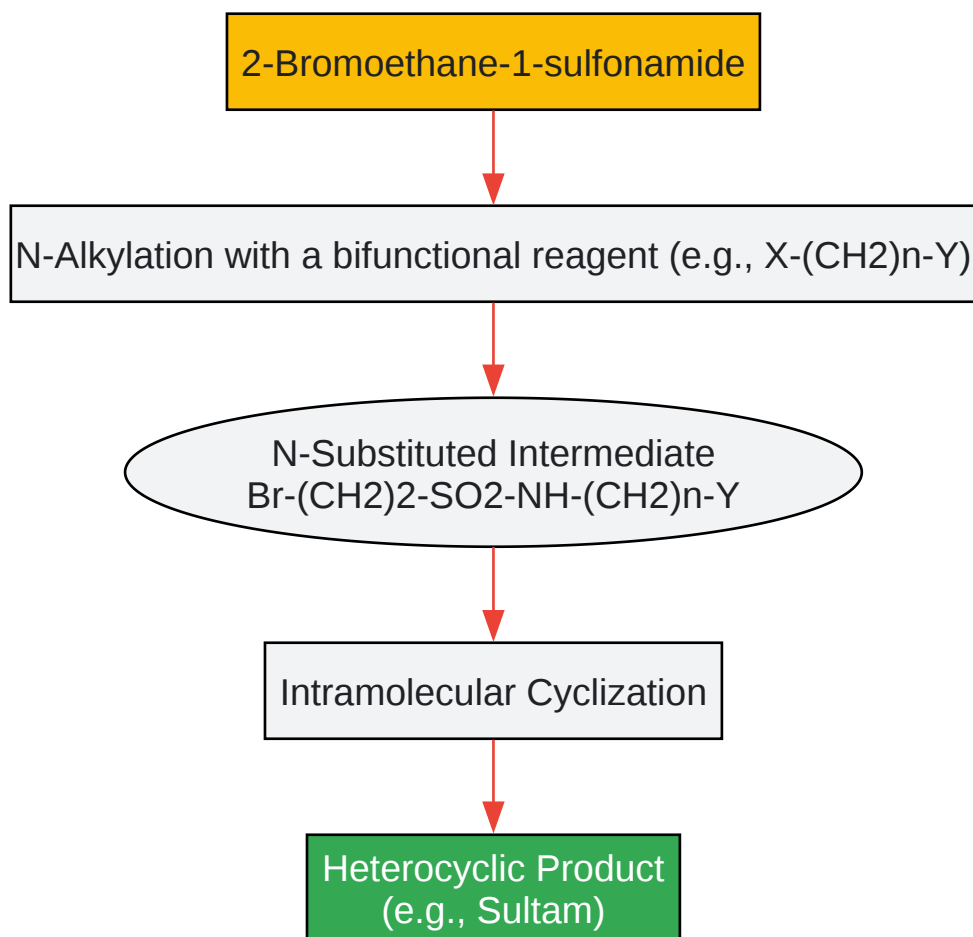 2-Bromoethane-1-sulfonamide
N-Alkylation with a bifunctional reagent (e.g., X-(CH2)n-Y)
N-Substituted Intermediate
Br-(CH2)2-SO2-NH-(CH2)n-Y
Intramolecular Cyclization
Heterocyclic Product
(e.g., Sultam)